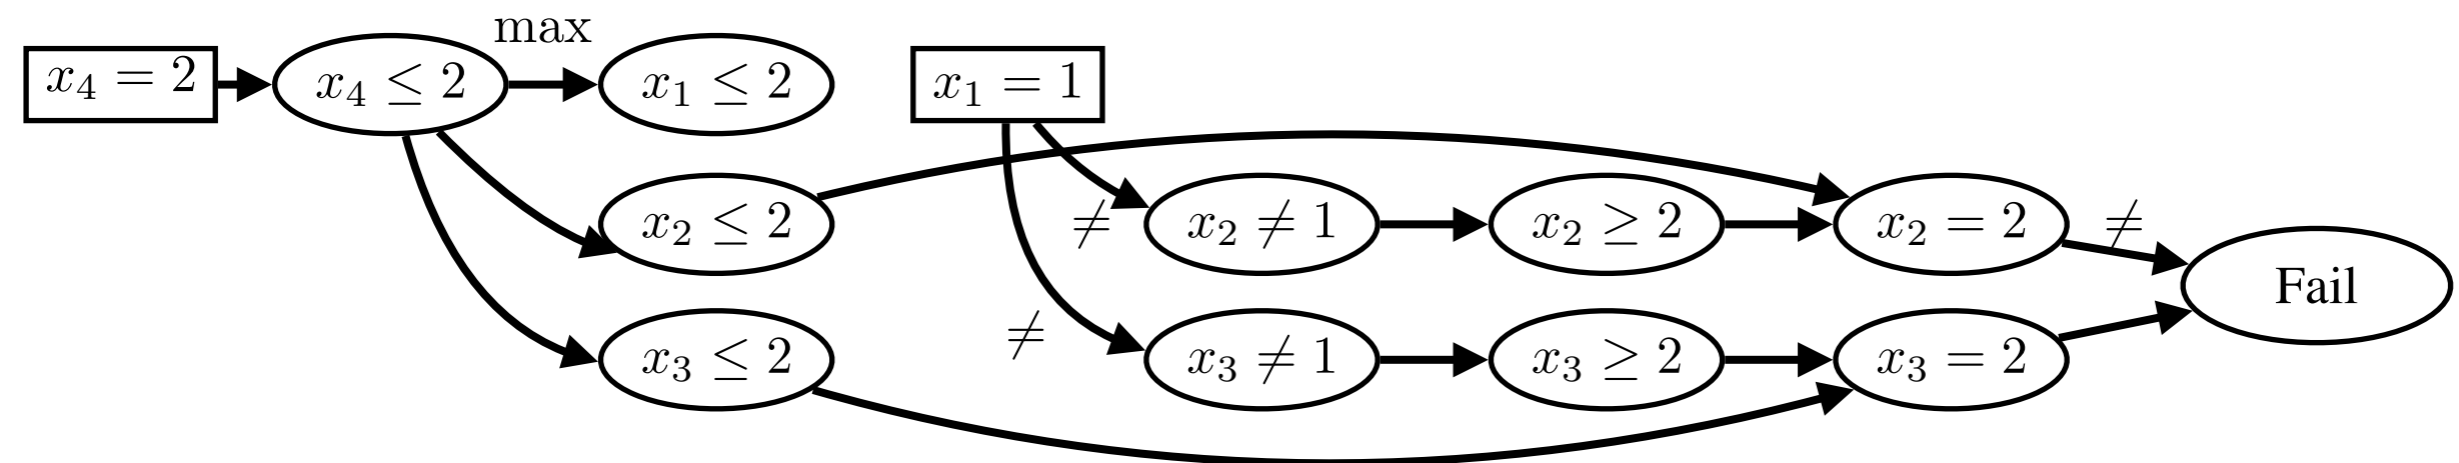 max
x₄ = 2
x₄ ≤ 2
x₁ ≤ 2
x₁ = 1
x₂ ≤ 2
≠
x₂ ≠ 1
x₂ ≥ 2
x₂ = 2
≠
Fail
x₃ ≤ 2
≠
x₃ ≠ 1
x₃ ≥ 2
x₃ = 2